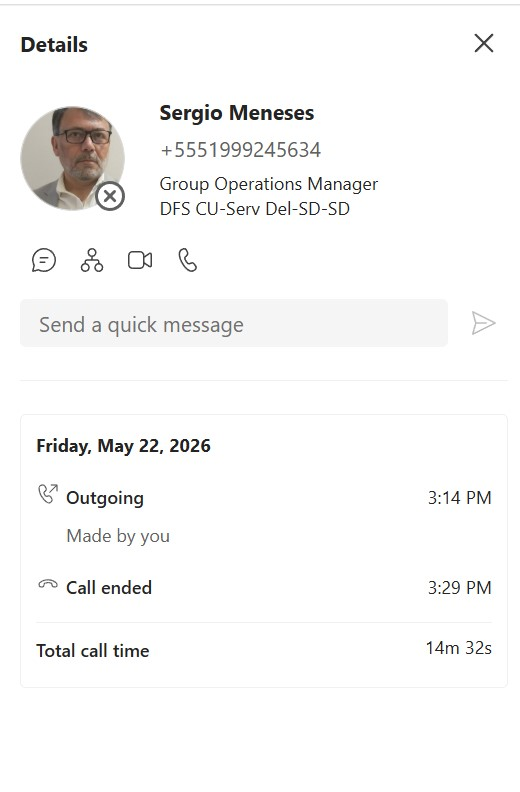 Details
Sergio Meneses
+5551999245634
Group Operations Manager
DFS CU-Serv Del-SD-SD
Send a quick message
Friday, May 22, 2026
Outgoing 3:14 PM
Made by you
Call ended 3:29 PM
Total call time 14m 32s